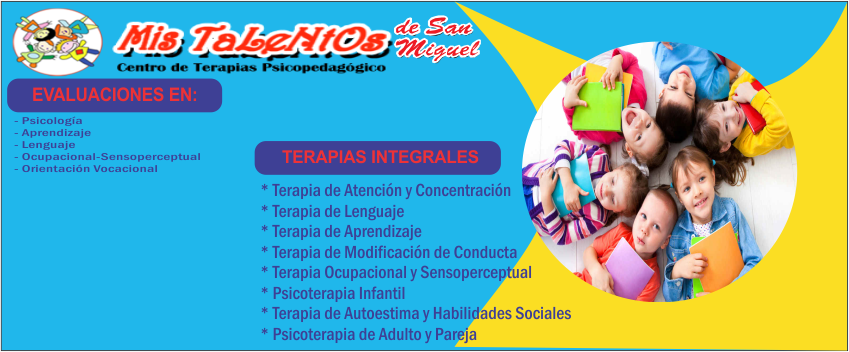 Mis TaLeNtOs de San Miguel
Centro de Terapias Psicopedagógico
EVALUACIONES EN:
- Psicología
- Aprendizaje
- Lenguaje
- Ocupacional-Sensoperceptual
- Orientación Vocacional
TERAPIAS INTEGRALES
* Terapia de Atención y Concentración
* Terapia de Lenguaje
* Terapia de Aprendizaje
* Terapia de Modificación de Conducta
* Terapia Ocupacional y Sensoperceptual
* Psicoterapia Infantil
* Terapia de Autoestima y Habilidades Sociales
* Psicoterapia de Adulto y Pareja